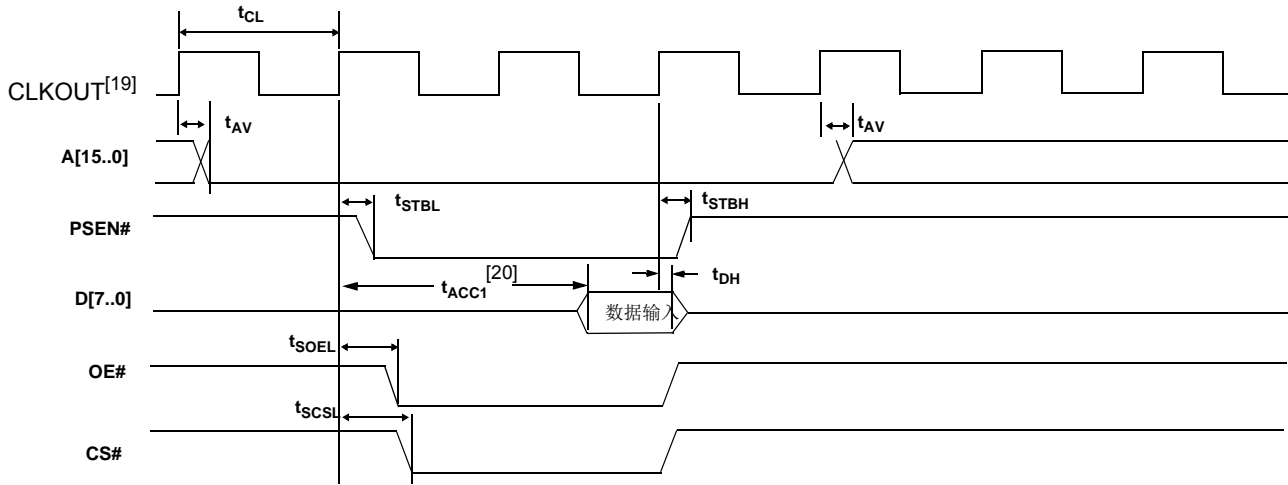 tCL
CLKOUT[19]
tAV
tAV
A[15..0]
tSTBL
tSTBH
PSEN#
tACC1[20]
tDH
D[7..0]
数据输入
tSOEL
OE#
tSCSL
CS#